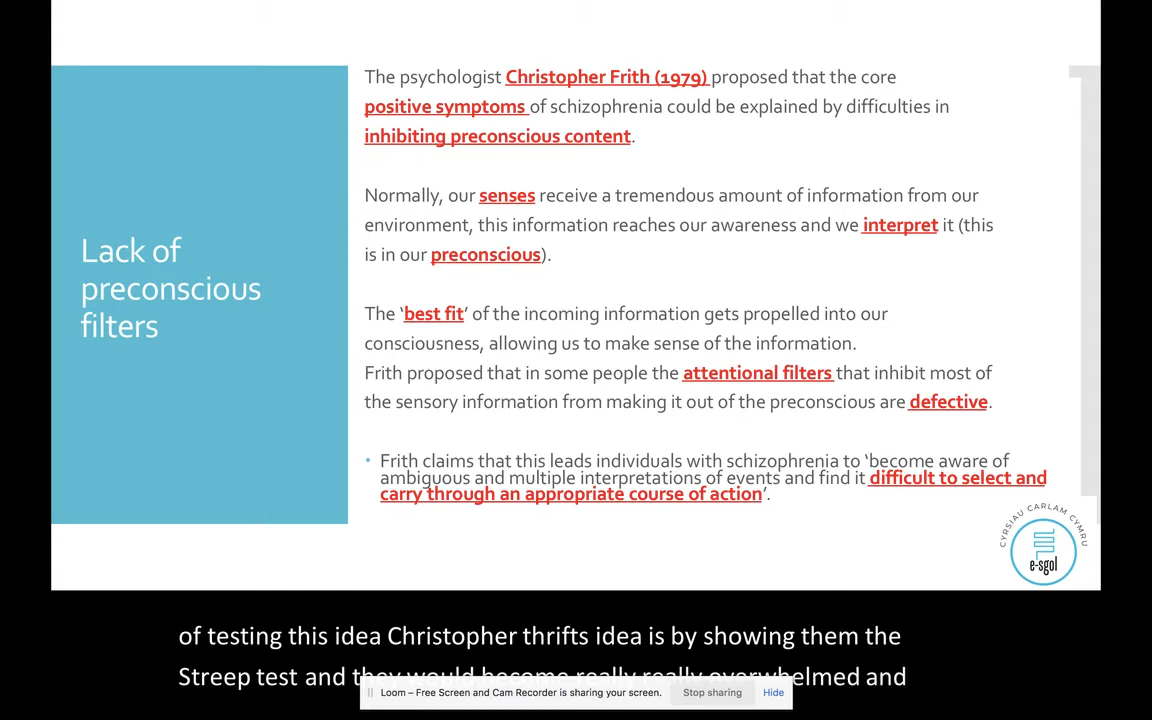 Lack of
preconscious
filters
The psychologist Christopher Frith (1979) proposed that the core
positive symptoms of schizophrenia could be explained by difficulties in
inhibiting preconscious content.
Normally, our senses receive a tremendous amount of information from our
environment, this information reaches our awareness and we interpret it (this
is in our preconscious).
The ‘best fit’ of the incoming information gets propelled into our
consciousness, allowing us to make sense of the information.
Frith proposed that in some people the attentional filters that inhibit most of
the sensory information from making it out of the preconscious are defective.
• Frith claims that this leads individuals with schizophrenia to ‘become aware of
ambiguous and multiple interpretations of events and find it difficult to select and
carry through an appropriate course of action’.
CYRSIAU CARLAM CYMRU
e-sgol
of testing this idea Christopher thrifts idea is by showing them the
Streep test and they would become really really overwhelmed and
Loom – Free Screen and Cam Recorder is sharing your screen.
Stop sharing
Hide